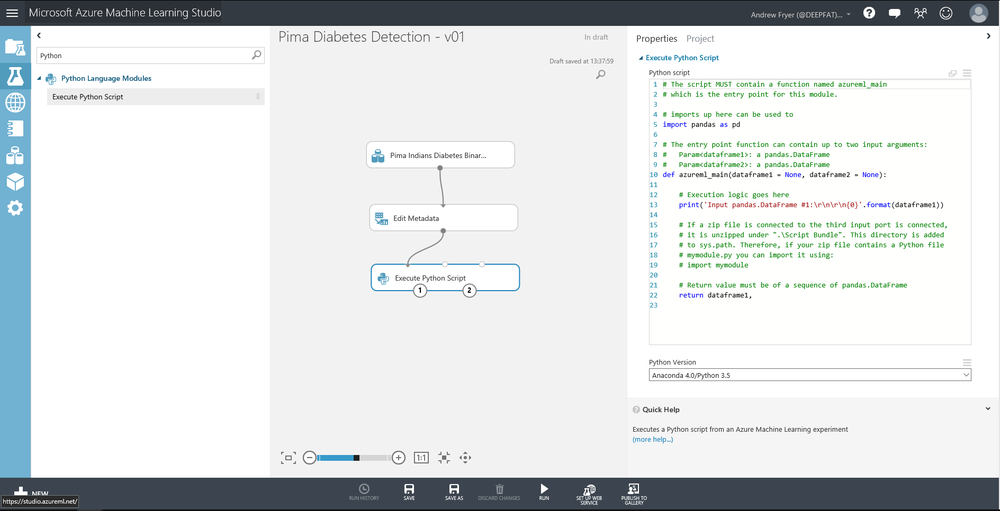 Microsoft Azure Machine Learning Studio
Andrew Fryer (@DEEPFAT)...
Python
Python Language Modules
Execute Python Script
Pima Diabetes Detection - v01
In draft
Draft saved at 13:37:59
Pima Indians Diabetes Binar...
Edit Metadata
Execute Python Script
1
2
1:1
Properties Project
Execute Python Script
Python script
1 # The script MUST contain a function named azureml_main
2 # which is the entry point for this module.
3
4 # imports up here can be used to
5 import pandas as pd
6
7 # The entry point function can contain up to two input arguments:
8 #   Param<dataframe1>: a pandas.DataFrame
9 #   Param<dataframe2>: a pandas.DataFrame
10 def azureml_main(dataframe1 = None, dataframe2 = None):
11
12     # Execution logic goes here
13     print('Input pandas.DataFrame #1:\r\n\r\n{0}'.format(dataframe1))
14
15     # If a zip file is connected to the third input port is connected,
16     # it is unzipped under ".\Script Bundle". This directory is added
17     # to sys.path. Therefore, if your zip file contains a Python file
18     # mymodule.py you can import it using:
19     # import mymodule
20
21     # Return value must be of a sequence of pandas.DataFrame
22     return dataframe1,
23
Python Version
Anaconda 4.0/Python 3.5
Quick Help
Executes a Python script from an Azure Machine Learning experiment
(more help...)
NEW
https://studio.azureml.net/
RUN HISTORY
SAVE
SAVE AS
DISCARD CHANGES
RUN
SET UP WEB
SERVICE
PUBLISH TO
GALLERY